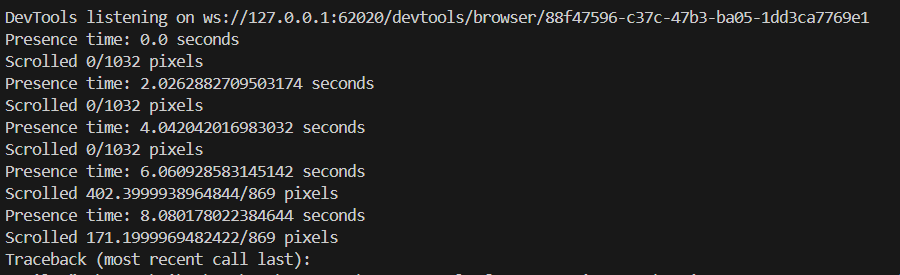 DevTools listening on ws://127.0.0.1:62020/devtools/browser/88f47596-c37c-47b3-ba05-1dd3ca7769e1
Presence time: 0.0 seconds
Scrolled 0/1032 pixels
Presence time: 2.0262882709503174 seconds
Scrolled 0/1032 pixels
Presence time: 4.042042016983032 seconds
Scrolled 0/1032 pixels
Presence time: 6.060928583145142 seconds
Scrolled 402.3999938964844/869 pixels
Presence time: 8.080178022384644 seconds
Scrolled 171.1999969482422/869 pixels
Traceback (most recent call last):